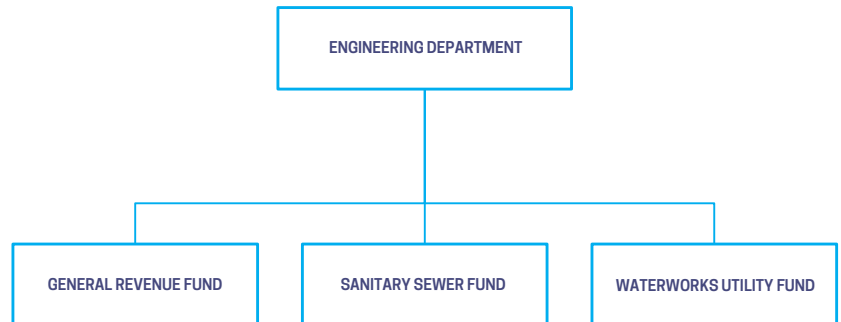 ENGINEERING DEPARTMENT
GENERAL REVENUE FUND
SANITARY SEWER FUND
WATERWORKS UTILITY FUND